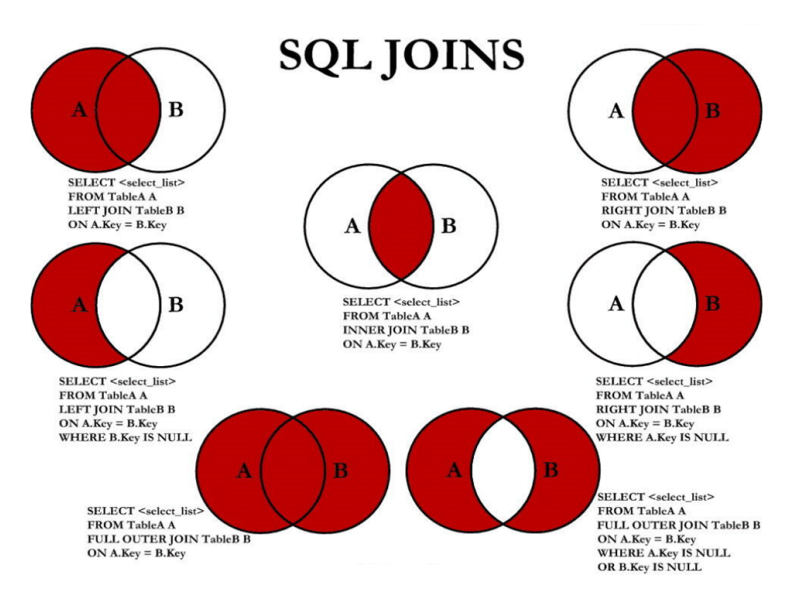 SQL JOINS
A B
SELECT <select_list>
FROM TableA A
LEFT JOIN TableB B
ON A.Key = B.Key
A B
SELECT <select_list>
FROM TableA A
RIGHT JOIN TableB B
ON A.Key = B.Key
A B
SELECT <select_list>
FROM TableA A
INNER JOIN TableB B
ON A.Key = B.Key
A B
SELECT <select_list>
FROM TableA A
LEFT JOIN TableB B
ON A.Key = B.Key
WHERE B.Key IS NULL
A B
SELECT <select_list>
FROM TableA A
RIGHT JOIN TableB B
ON A.Key = B.Key
WHERE A.Key IS NULL
A B
SELECT <select_list>
FROM TableA A
FULL OUTER JOIN TableB B
ON A.Key = B.Key
A B
SELECT <select_list>
FROM TableA A
FULL OUTER JOIN TableB B
ON A.Key = B.Key
WHERE A.Key IS NULL
OR B.Key IS NULL